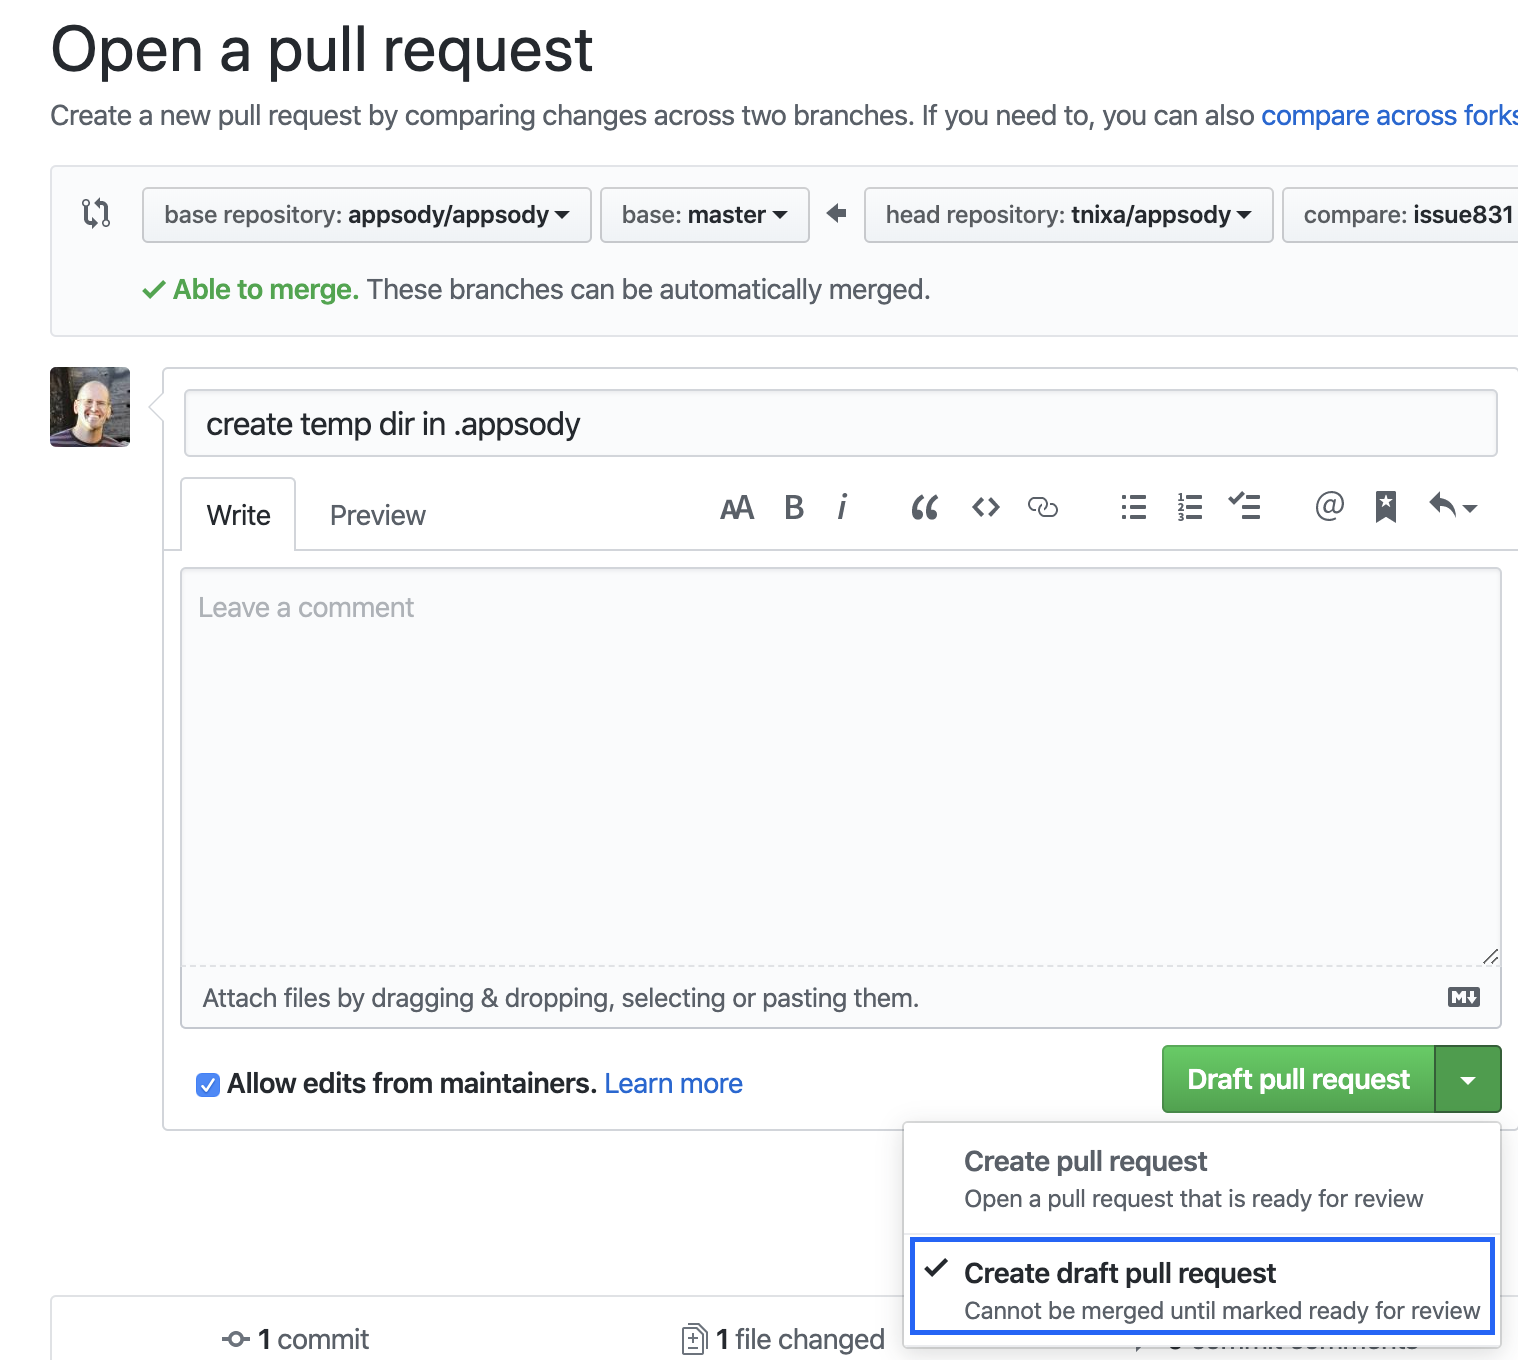 Open a pull request
Create a new pull request by comparing changes across two branches. If you need to, you can also compare across forks
base repository: appsody/appsody base: master head repository: tnixa/appsody compare: issue831
Able to merge. These branches can be automatically merged.
create temp dir in .appsody
Write Preview AA B i @
Leave a comment
Attach files by dragging & dropping, selecting or pasting them. M
Allow edits from maintainers. Learn more Draft pull request
Create pull request
Open a pull request that is ready for review
Create draft pull request
Cannot be merged until marked ready for review
1 commit 1 file changed